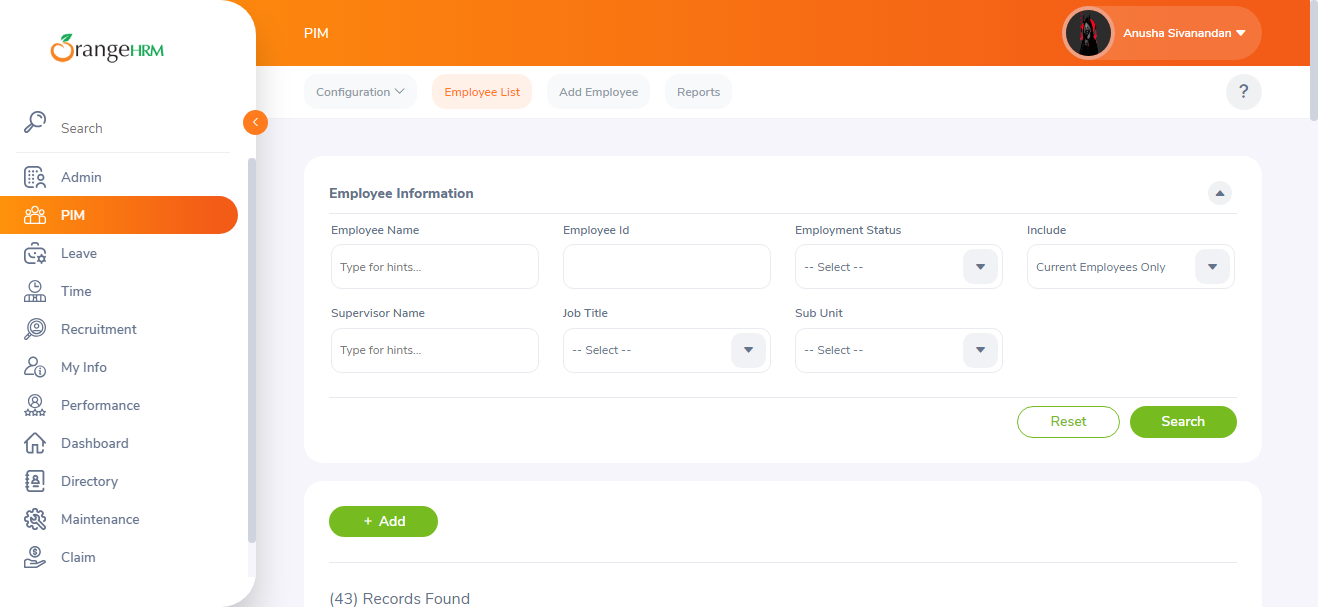 OrangeHRM
Search
Admin
PIM
Leave
Time
Recruitment
My Info
Performance
Dashboard
Directory
Maintenance
Claim
PIM
Anusha Sivanandan
Configuration
Employee List
Add Employee
Reports
?
Employee Information
Employee Name
Employee Id
Employment Status
Include
Type for hints...
-- Select --
Current Employees Only
Supervisor Name
Job Title
Sub Unit
Type for hints...
-- Select --
-- Select --
Reset
Search
+ Add
(43) Records Found